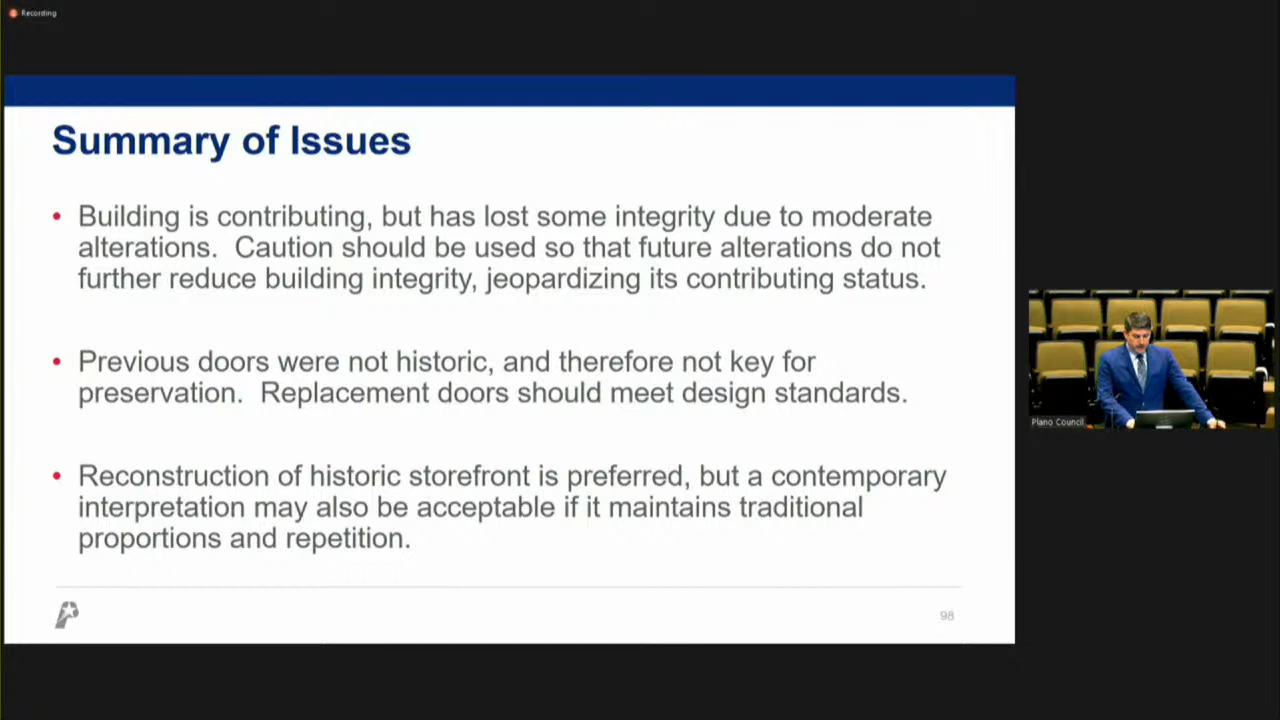 Recording
Summary of Issues
• Building is contributing, but has lost some integrity due to moderate
alterations.  Caution should be used so that future alterations do not
further reduce building integrity, jeopardizing its contributing status.
• Previous doors were not historic, and therefore not key for
preservation.  Replacement doors should meet design standards.
• Reconstruction of historic storefront is preferred, but a contemporary
interpretation may also be acceptable if it maintains traditional
proportions and repetition.
98
Plano Council